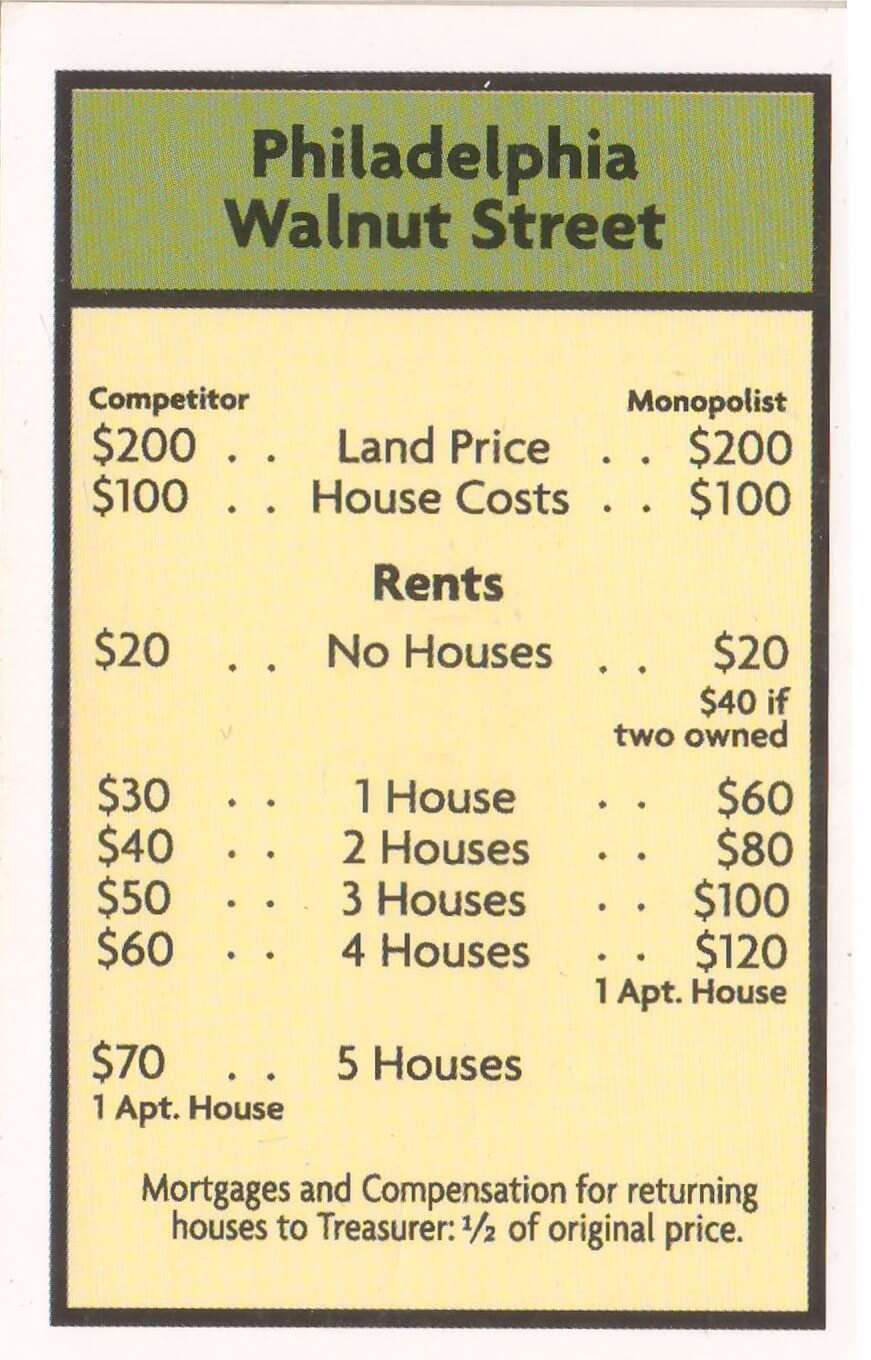 Philadelphia
Walnut Street
Competitor Monopolist
$200 . . Land Price . . $200
$100 . . House Costs . . $100
Rents
$20 . . No Houses . . $20
$40 if
two owned
$30 . . 1 House . . $60
$40 . . 2 Houses . . $80
$50 . . 3 Houses . . $100
$60 . . 4 Houses . . $120
1 Apt. House
$70 . . 5 Houses
1 Apt. House
Mortgages and Compensation for returning
houses to Treasurer: ½ of original price.